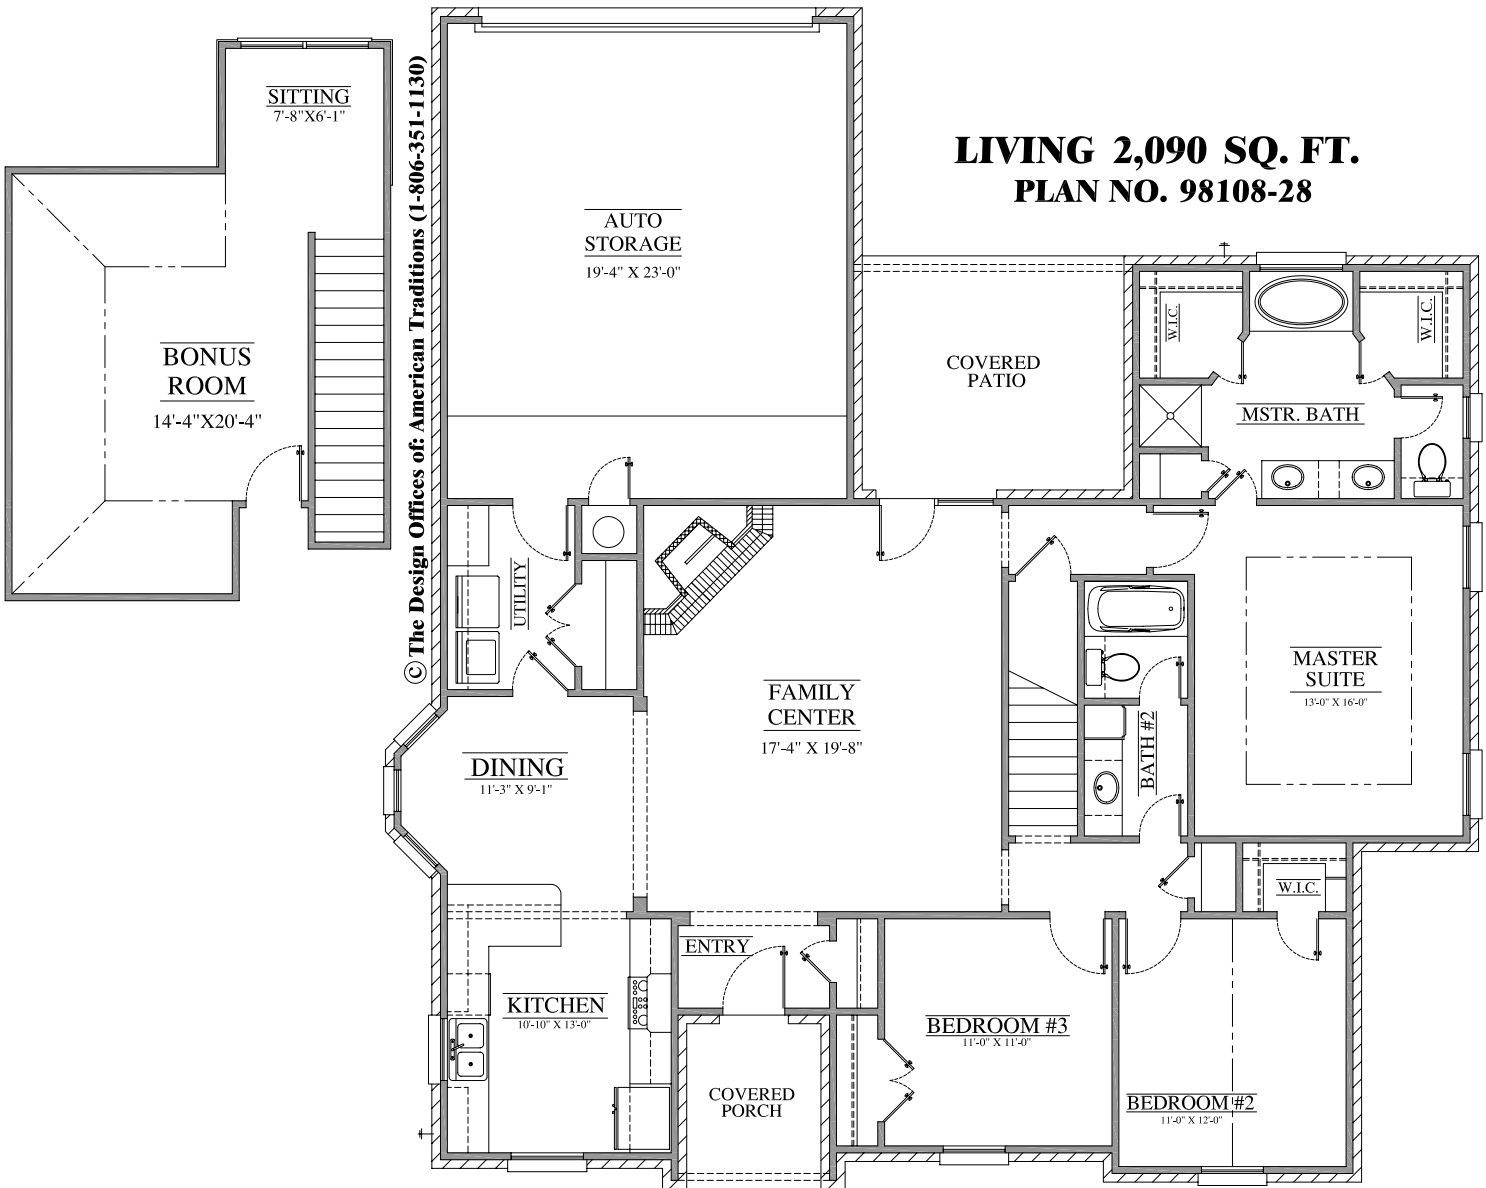 SITTING
7'-8"X6'-1"
BONUS
ROOM
14'-4"X20'-4"
© The Design Offices of: American Traditions (1-806-351-1130)
AUTO
STORAGE
19'-4" X 23'-0"
LIVING 2,090 SQ. FT.
PLAN NO. 98108-28
COVERED
PATIO
W.I.C.
W.I.C.
MSTR. BATH
UTILITY
FAMILY
CENTER
17'-4" X 19'-8"
MASTER
SUITE
13'-0" X 16'-0"
BATH #2
DINING
11'-3" X 9'-1"
W.I.C.
ENTRY
KITCHEN
10'-10" X 13'-0"
BEDROOM #3
11'-0" X 11'-0"
COVERED
PORCH
BEDROOM #2
11'-0" X 12'-0"